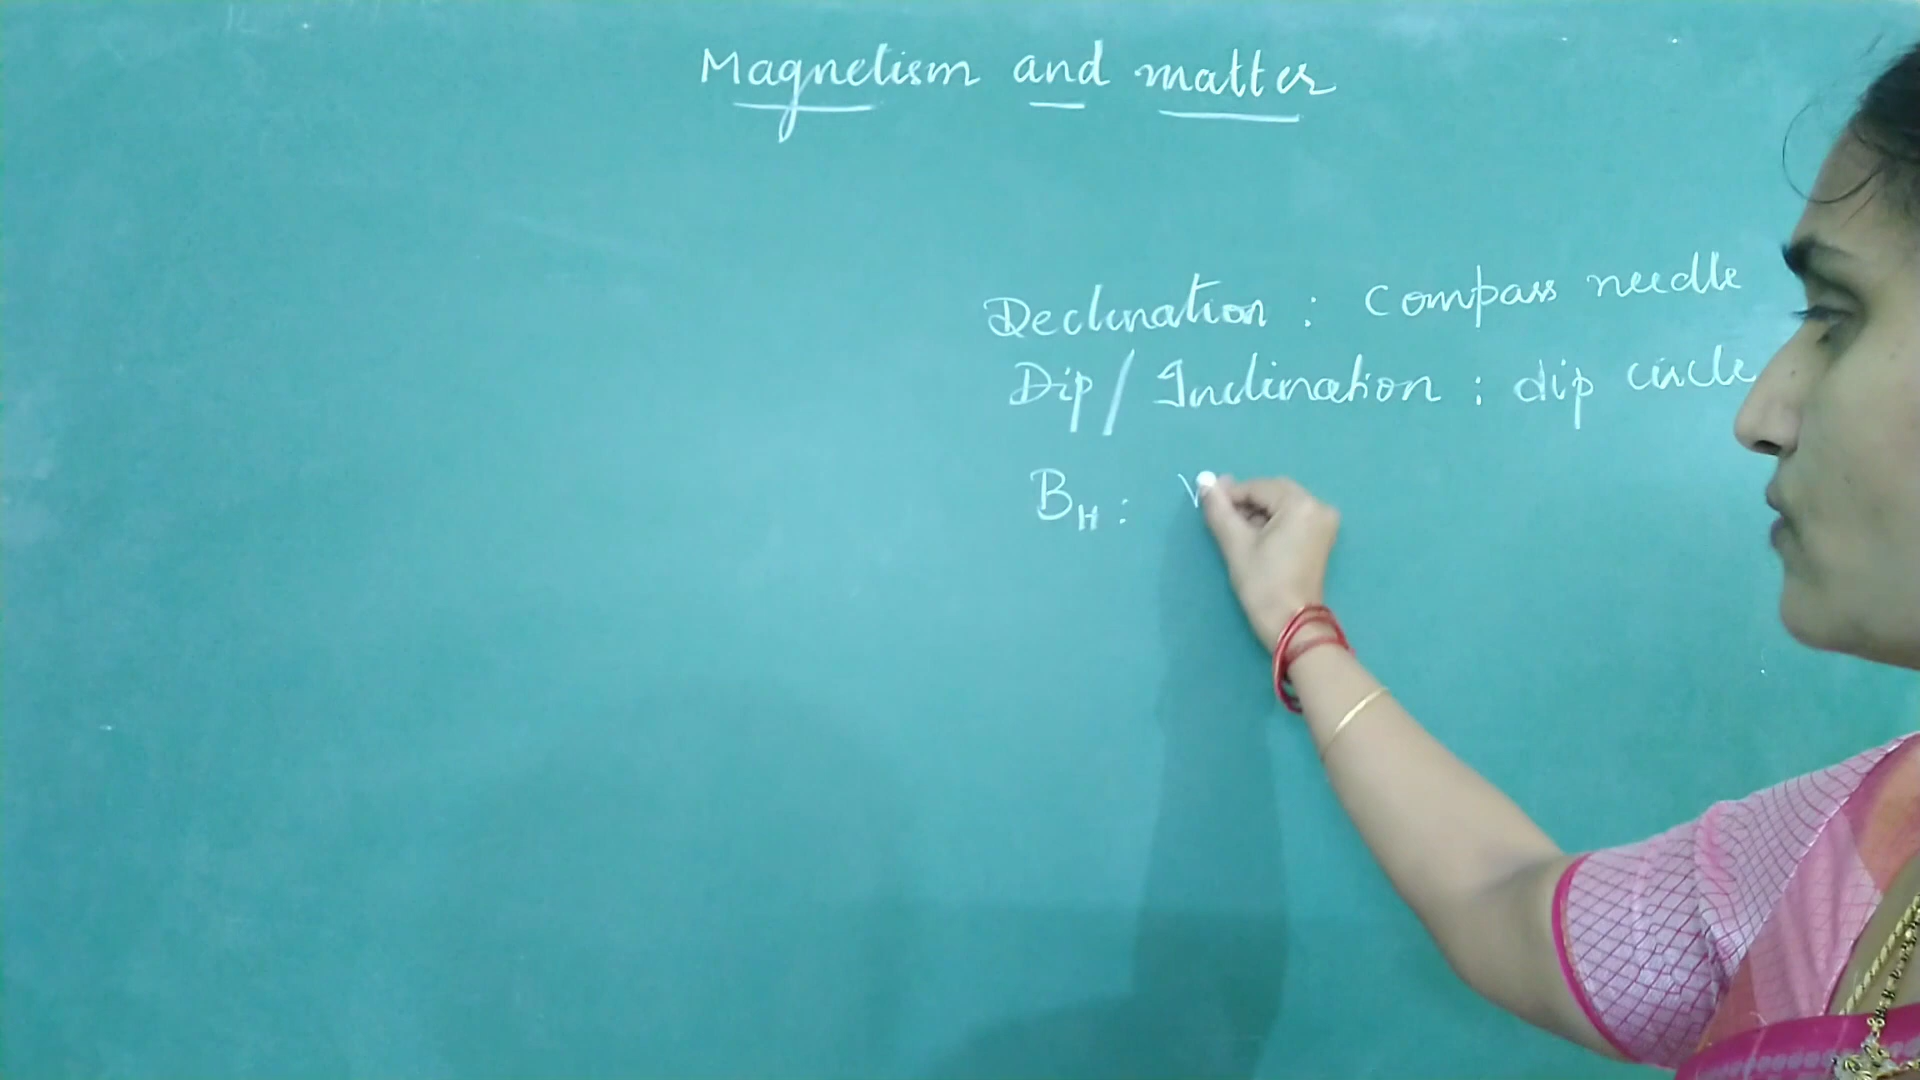 Magnetism and matter
Declination : Compass needle
Dip / Inclination : dip circle
B_H : V